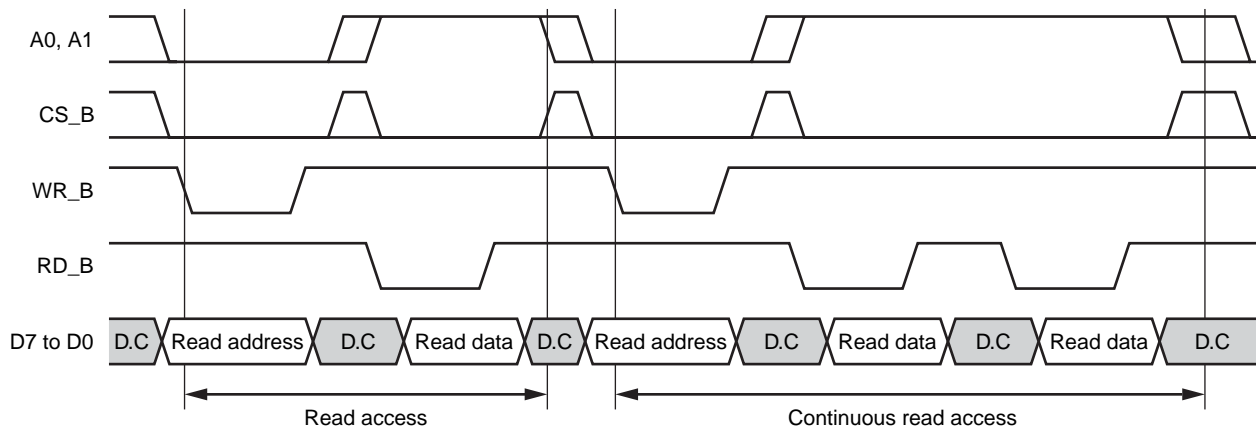 A0, A1
CS_B
WR_B
RD_B
D7 to D0 D.C Read address D.C Read data D.C Read address D.C Read data D.C Read data D.C
Read access Continuous read access